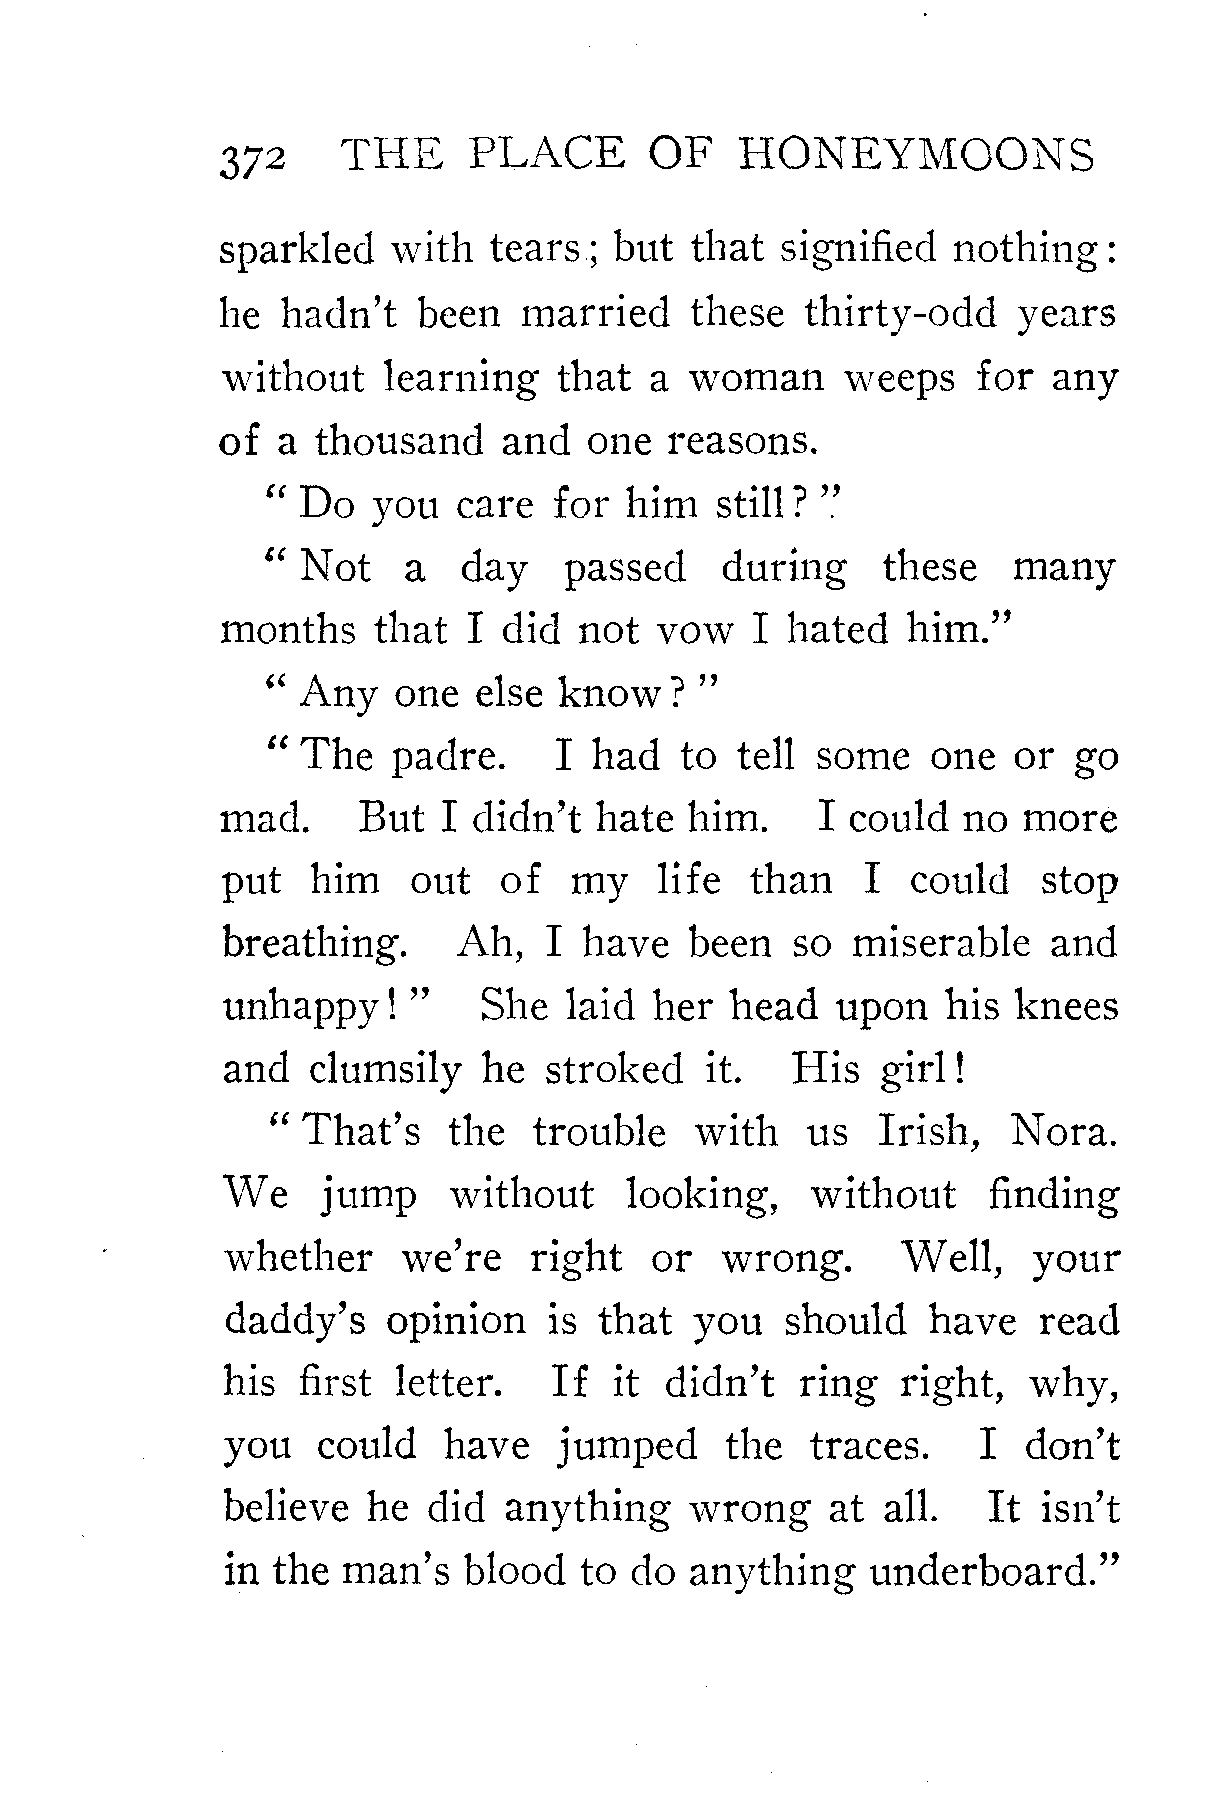 372 THE PLACE OF HONEYMOONS
sparkled with tears; but that signified nothing:
he hadn't been married these thirty-odd years
without learning that a woman weeps for any
of a thousand and one reasons.
" Do you care for him still? "
" Not a day passed during these many
months that I did not vow I hated him."
" Any one else know? "
" The padre. I had to tell some one or go
mad. But I didn't hate him. I could no more
put him out of my life than I could stop
breathing. Ah, I have been so miserable and
unhappy! " She laid her head upon his knees
and clumsily he stroked it. His girl!
" That's the trouble with us Irish, Nora.
We jump without looking, without finding
whether we're right or wrong. Well, your
daddy's opinion is that you should have read
his first letter. If it didn't ring right, why,
you could have jumped the traces. I don't
believe he did anything wrong at all. It isn't
in the man's blood to do anything underboard."